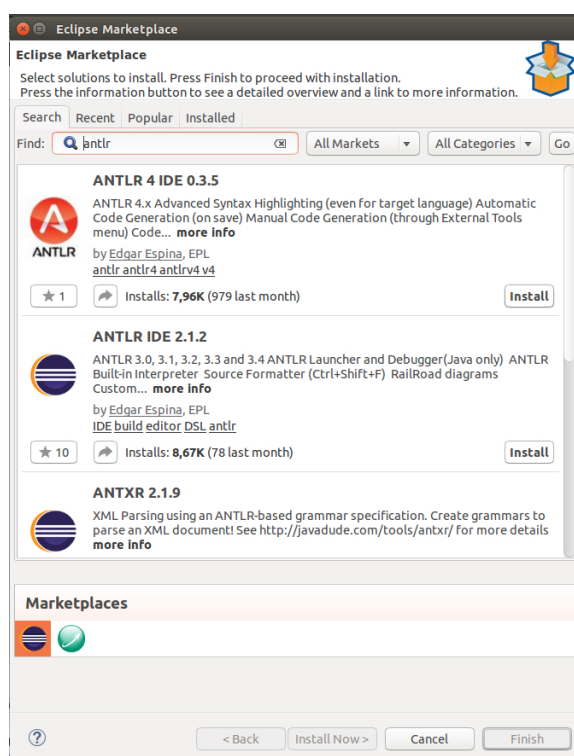 Eclipse Marketplace
Eclipse Marketplace
Select solutions to install. Press Finish to proceed with installation.
Press the information button to see a detailed overview and a link to more information.
Search Recent Popular Installed
Find: antlr All Markets All Categories Go
ANTLR 4 IDE 0.3.5
ANTLR 4.x Advanced Syntax Highlighting (even for target language) Automatic
Code Generation (on save) Manual Code Generation (through External Tools
menu) Code... more info
ANTLR
by Edgar Espina, EPL
antlr antlr4 antlrv4 v4
1 Installs: 7,96K (979 last month) Install
ANTLR IDE 2.1.2
ANTLR 3.0, 3.1, 3.2, 3.3 and 3.4 ANTLR Launcher and Debugger(Java only) ANTLR
Built-in Interpreter Source Formatter (Ctrl+Shift+F) RailRoad diagrams
Custom... more info
by Edgar Espina, EPL
IDE build editor DSL antlr
10 Installs: 8,67K (78 last month) Install
ANTXR 2.1.9
XML Parsing using an ANTLR-based grammar specification. Create grammars to
parse an XML document! See http://javadude.com/tools/antxr/ for more details
more info
Marketplaces
? < Back Install Now > Cancel Finish